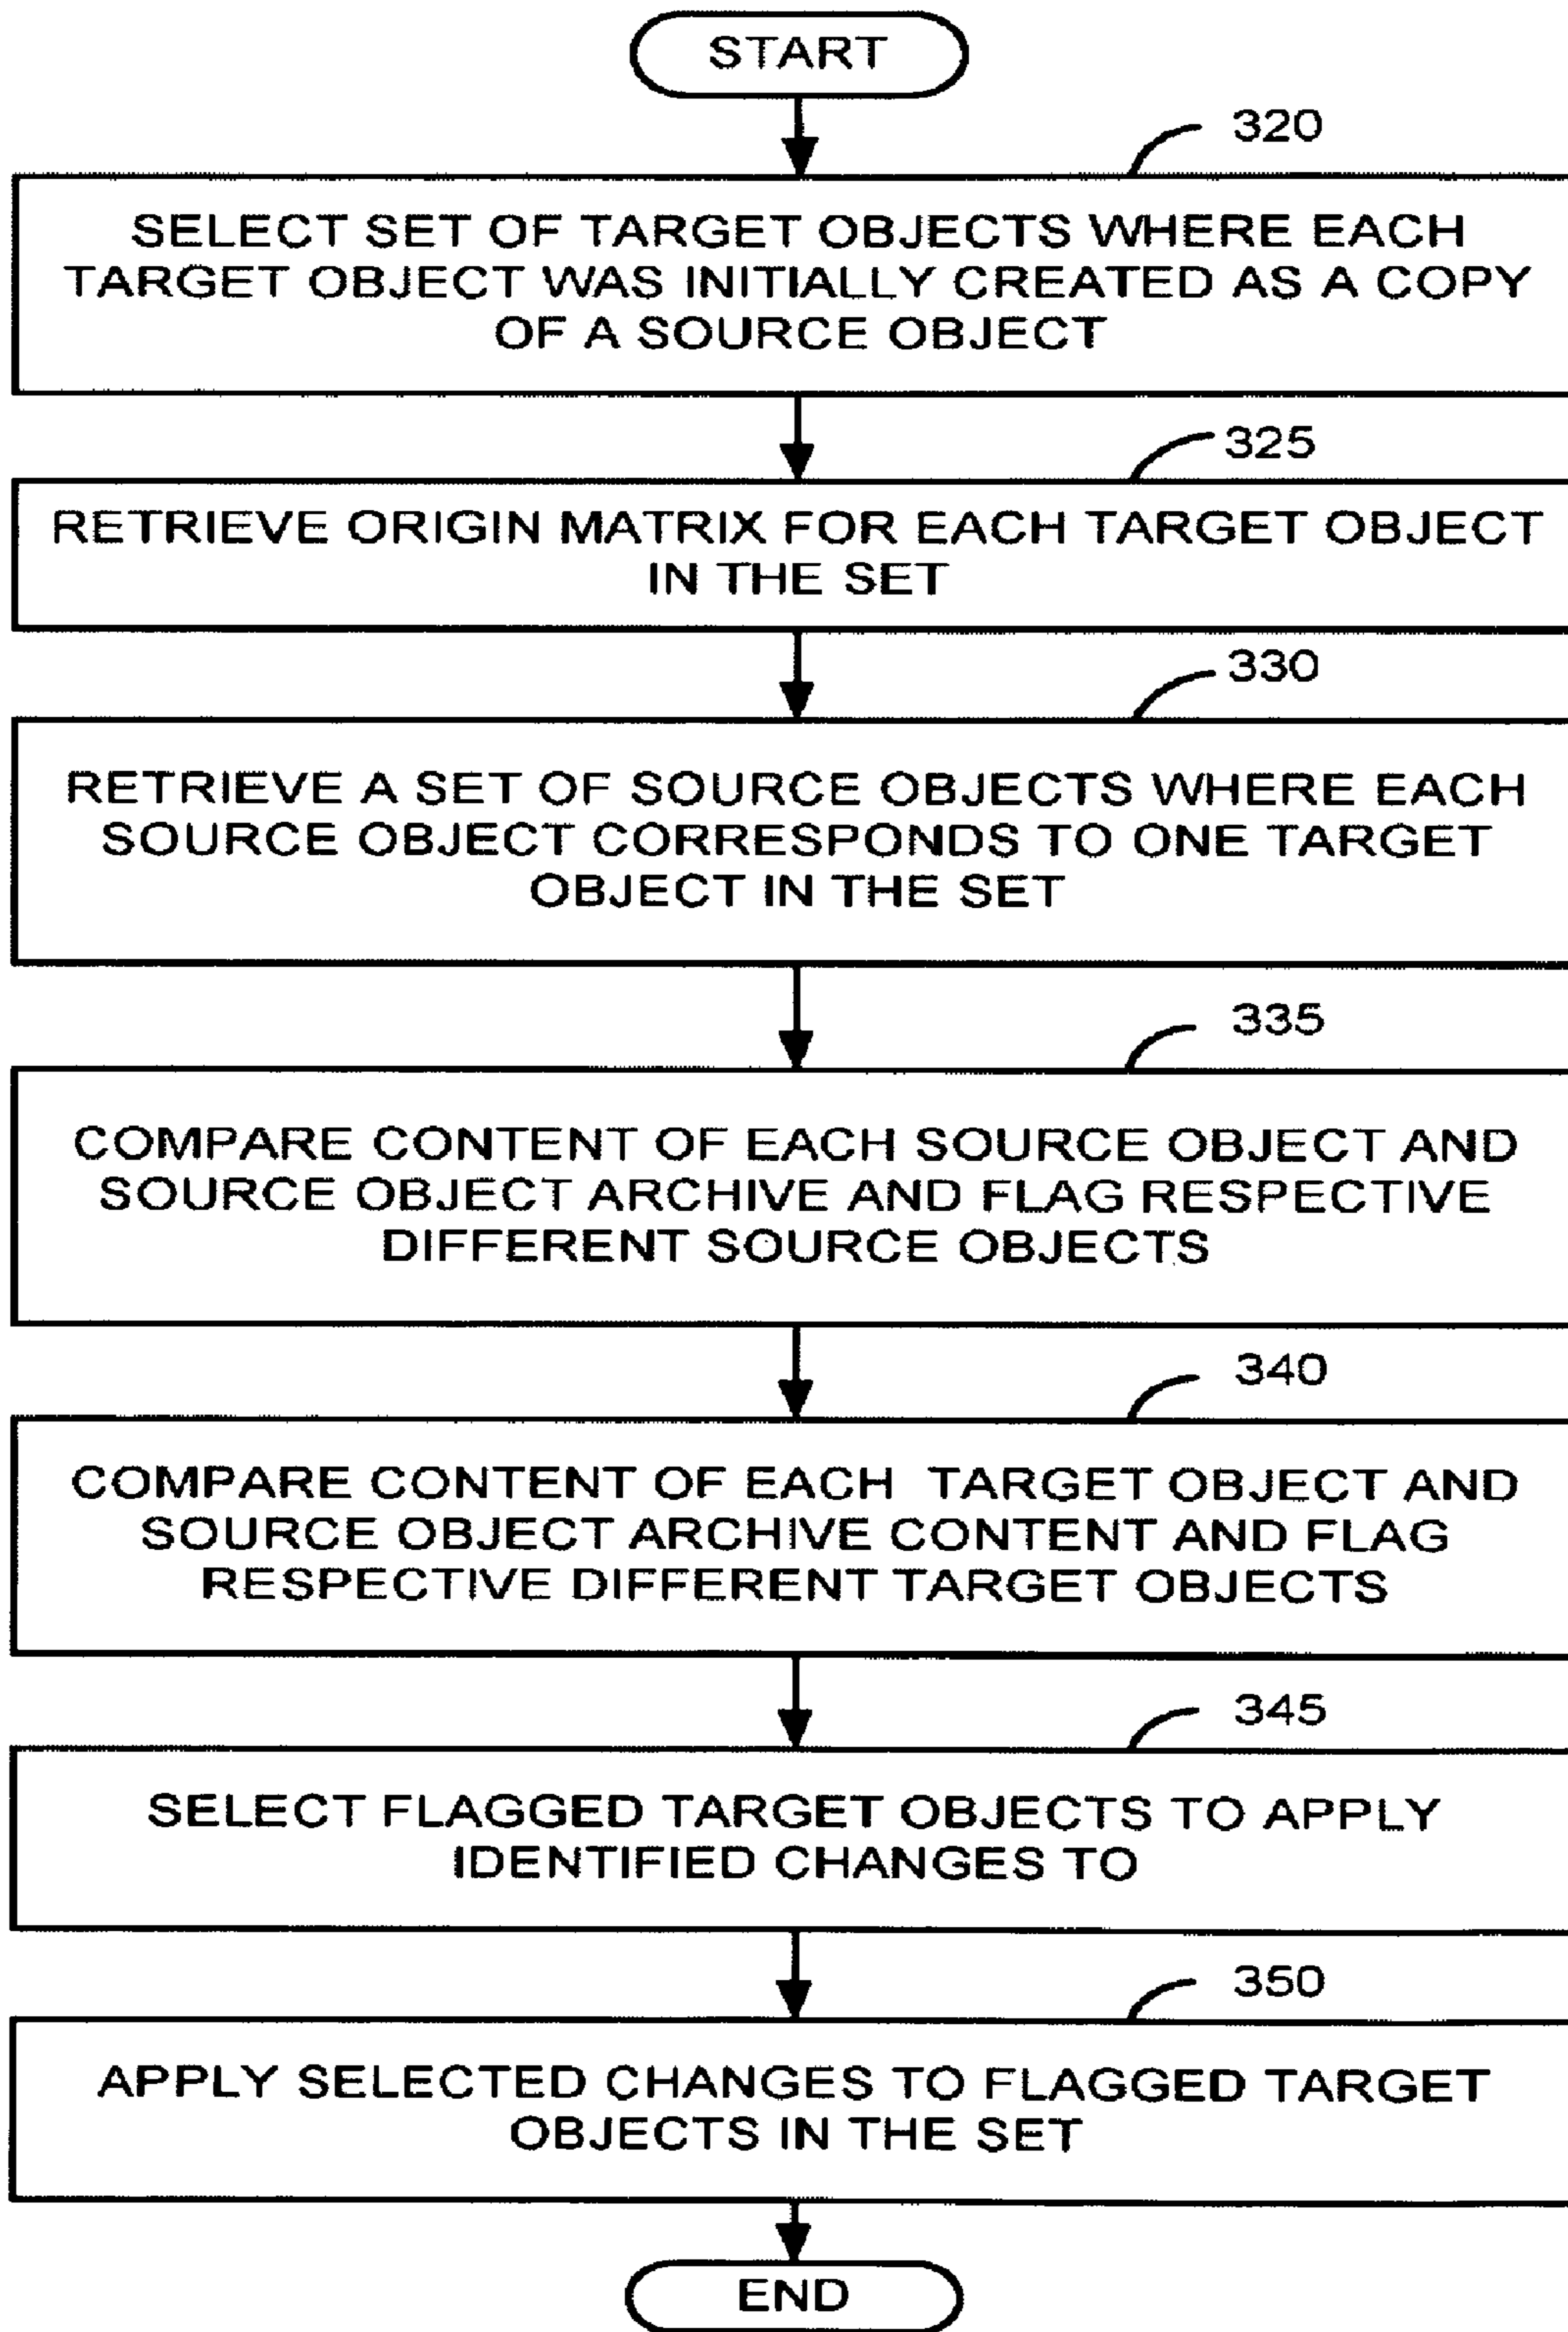 START
320
SELECT SET OF TARGET OBJECTS WHERE EACH
TARGET OBJECT WAS INITIALLY CREATED AS A COPY
OF A SOURCE OBJECT
325
RETRIEVE ORIGIN MATRIX FOR EACH TARGET OBJECT
IN THE SET
330
RETRIEVE A SET OF SOURCE OBJECTS WHERE EACH
SOURCE OBJECT CORRESPONDS TO ONE TARGET
OBJECT IN THE SET
335
COMPARE CONTENT OF EACH SOURCE OBJECT AND
SOURCE OBJECT ARCHIVE AND FLAG RESPECTIVE
DIFFERENT SOURCE OBJECTS
340
COMPARE CONTENT OF EACH TARGET OBJECT AND
SOURCE OBJECT ARCHIVE CONTENT AND FLAG
RESPECTIVE DIFFERENT TARGET OBJECTS
345
SELECT FLAGGED TARGET OBJECTS TO APPLY
IDENTIFIED CHANGES TO
350
APPLY SELECTED CHANGES TO FLAGGED TARGET
OBJECTS IN THE SET
END